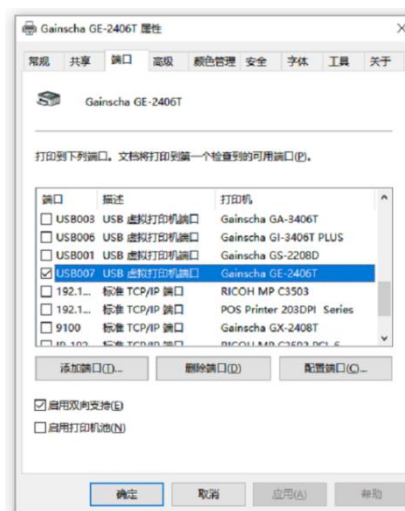 Gainscha GE-2406T 属性
常规 共享 端口 高级 颜色管理 安全 字体 工具 关于
Gainscha GE-2406T
打印到下列端口。文档将打印到第一个检查到的可用端口(P)。
端口 描述 打印机
USB003 USB 虚拟打印机端口 Gainscha GA-3406T
USB006 USB 虚拟打印机端口 Gainscha GI-3406T PLUS
USB001 USB 虚拟打印机端口 Gainscha GS-2208D
USB007 USB 虚拟打印机端口 Gainscha GE-2406T
192.1... 标准 TCP/IP 端口 RICOH MP C3503
192.1... 标准 TCP/IP 端口 POS Printer 203DPI Series
9100 标准 TCP/IP 端口 Gainscha GX-2408T
添加端口(T)... 删除端口(D) 配置端口(C)...
启用双向支持(E)
启用打印机池(N)
确定 取消 应用(A) 帮助